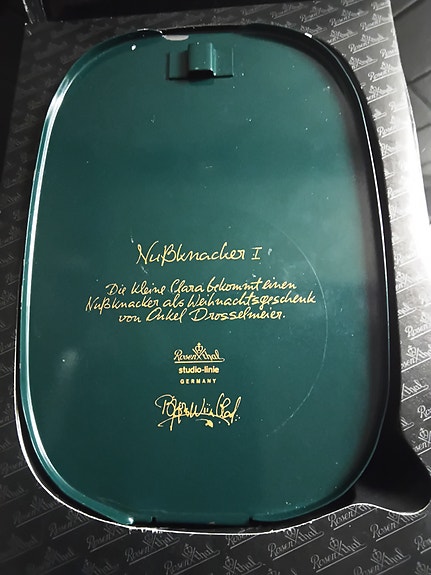 Nußknacker I
Die kleine Clara bekommt einen
Nußknacker als Weihnachtsgeschenk
von Onkel Drosselmeier.
Rosenthal
studio-linie
GERMANY